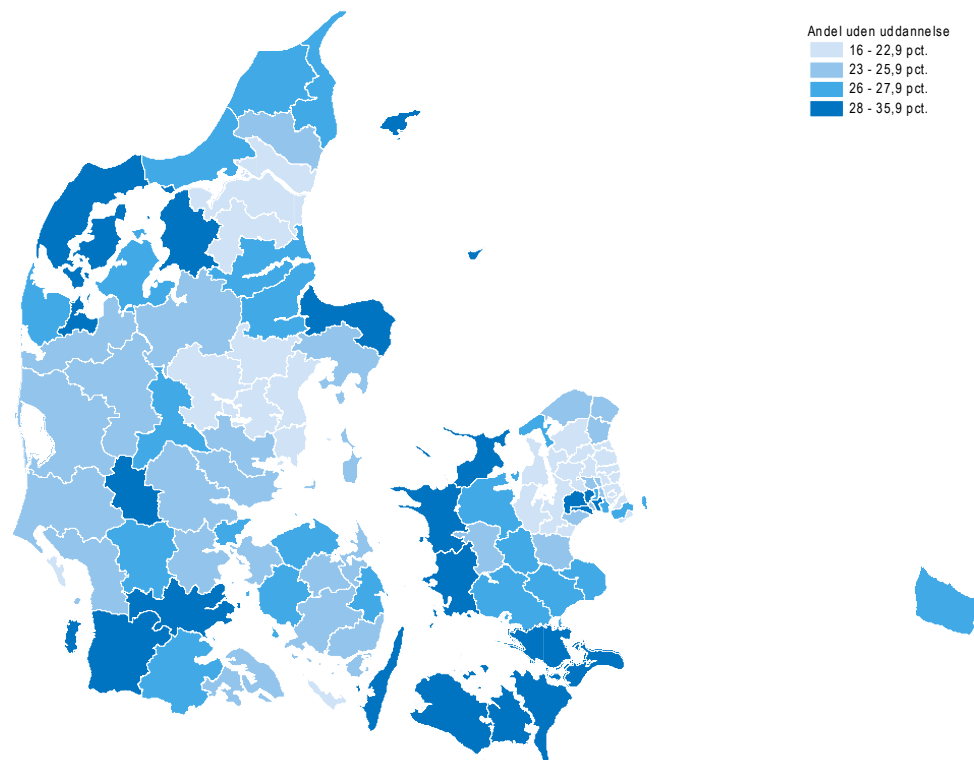 Andel uden uddannelse
16 - 22,9 pct.
23 - 25,9 pct.
26 - 27,9 pct.
28 - 35,9 pct.